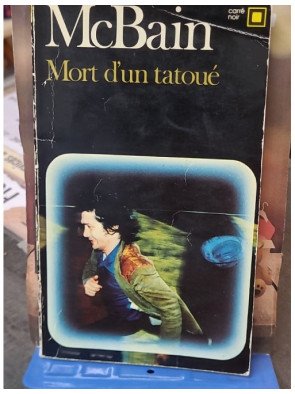 McBain
carré
noir
Mort d'un tatoué